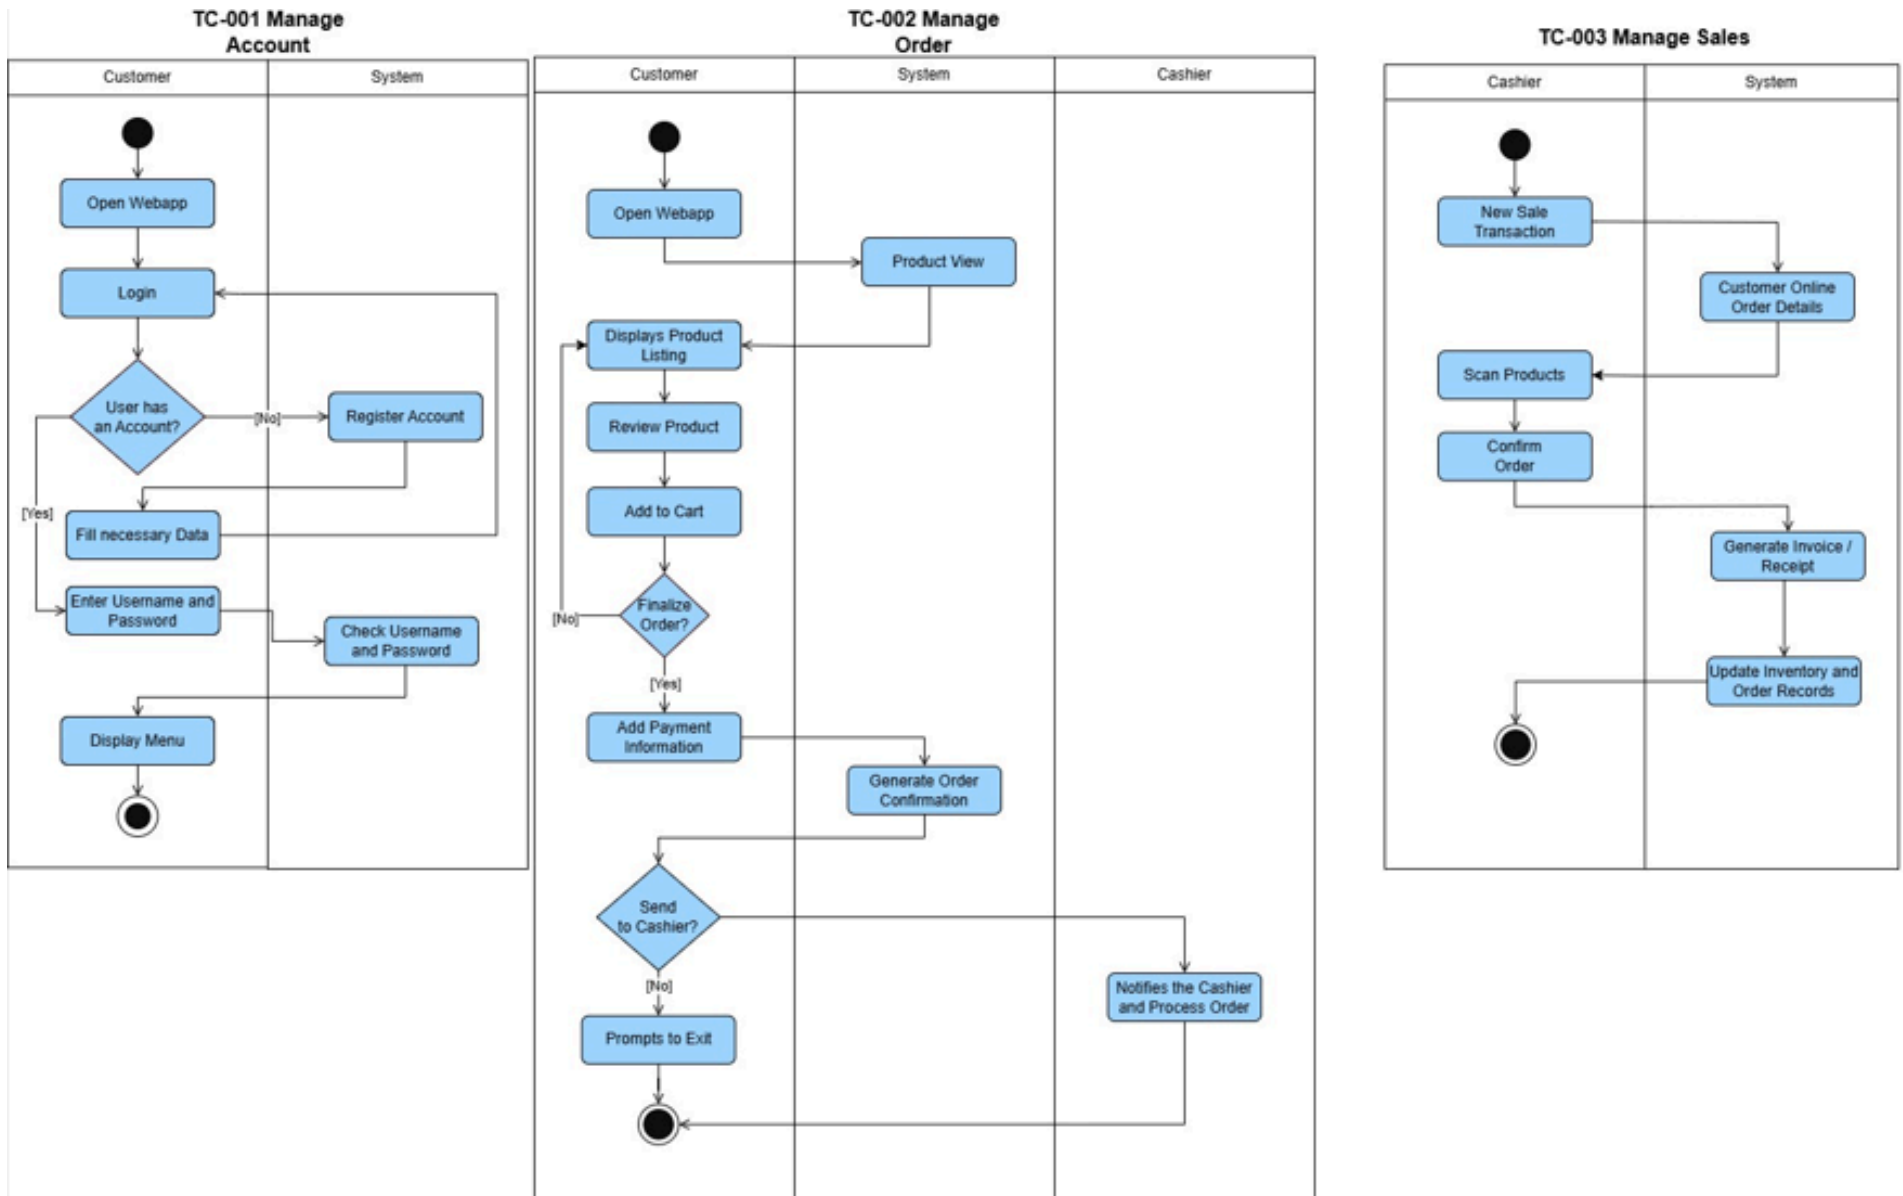 TC-001 Manage
Account
Customer
System
Open Webapp
Login
User has
an Account?
[No]
Register Account
[Yes]
Fill necessary Data
Enter Username and
Password
Check Username
and Password
Display Menu
TC-002 Manage
Order
Customer
System
Cashier
Open Webapp
Product View
Displays Product
Listing
Review Product
Add to Cart
Finalize
Order?
[No]
[Yes]
Add Payment
Information
Generate Order
Confirmation
Send
to Cashier?
[No]
Notifies the Cashier
and Process Order
Prompts to Exit
TC-003 Manage Sales
Cashier
System
New Sale
Transaction
Customer Online
Order Details
Scan Products
Confirm
Order
Generate Invoice /
Receipt
Update Inventory and
Order Records